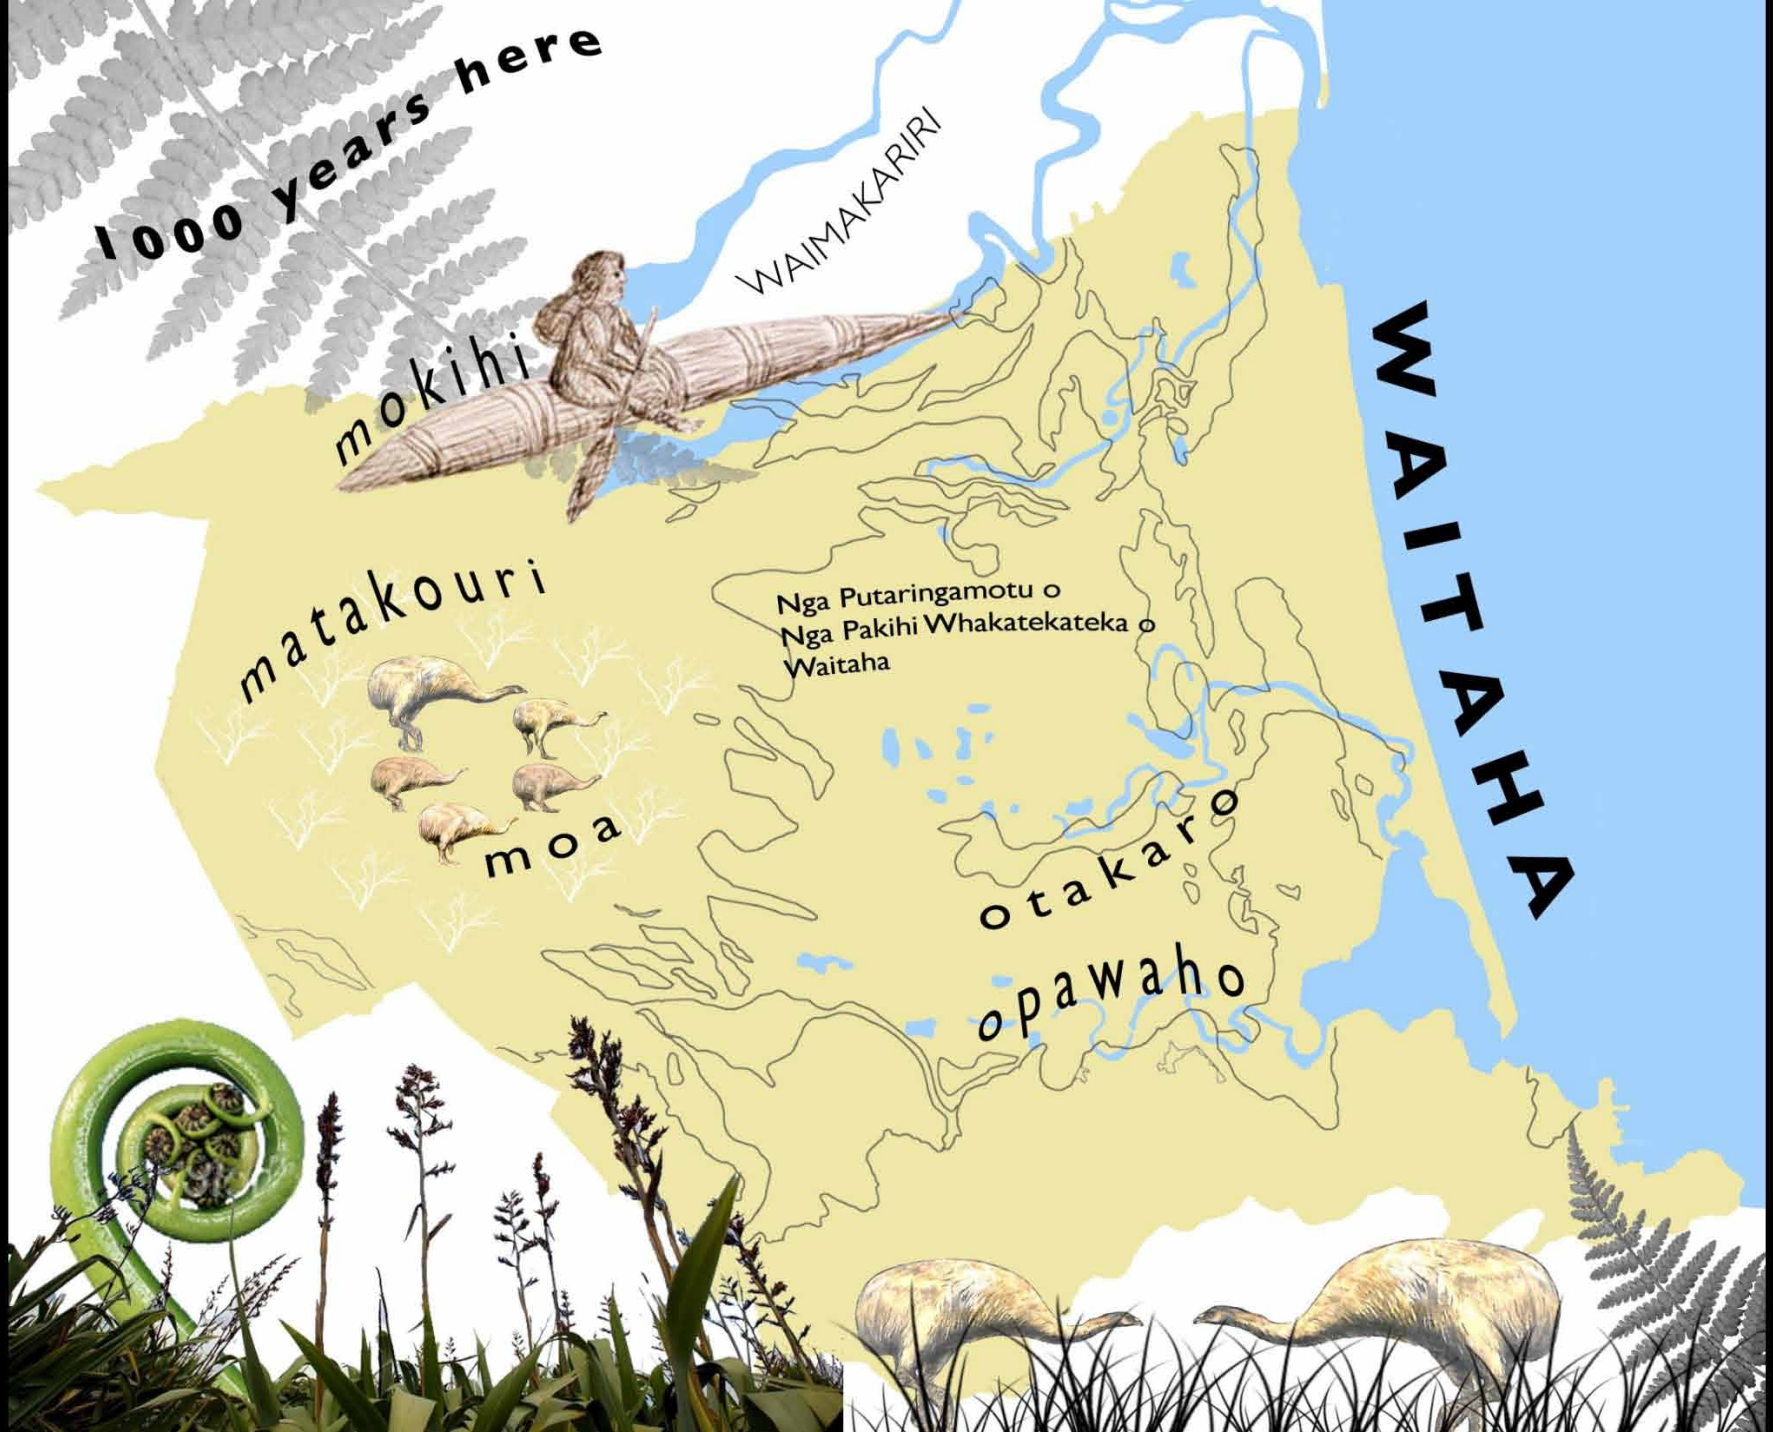 1000 years here
WAIMAKARIRI
mokihi
WAITAHA
matakouri
Nga Putaringamotu o
Nga Pakihi Whakatekateka o
Waitaha
moa
otakaro
opawaho